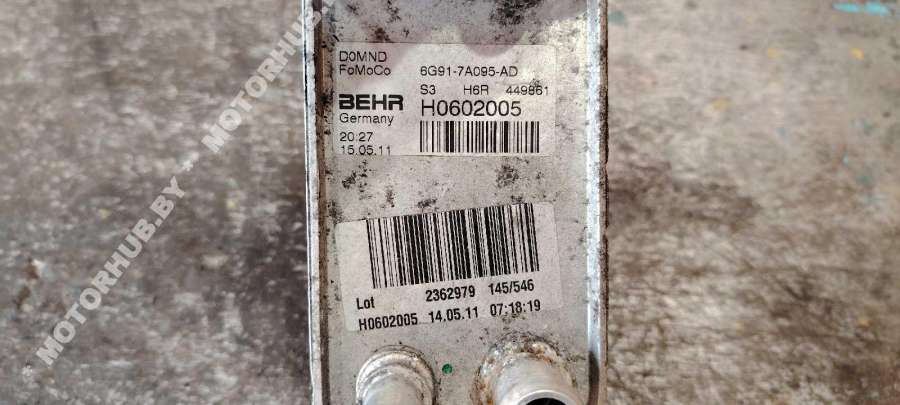 D0MND
FoMoCo 6G91-7A095-AD
S3 H6R 449861
BEHR H0602005
Germany
20:27
15.05.11
Lot 2362979 145/546
H0602005 14.05.11 07:18:19
* MOTORHUB.BY * MOTORHUB.BY *